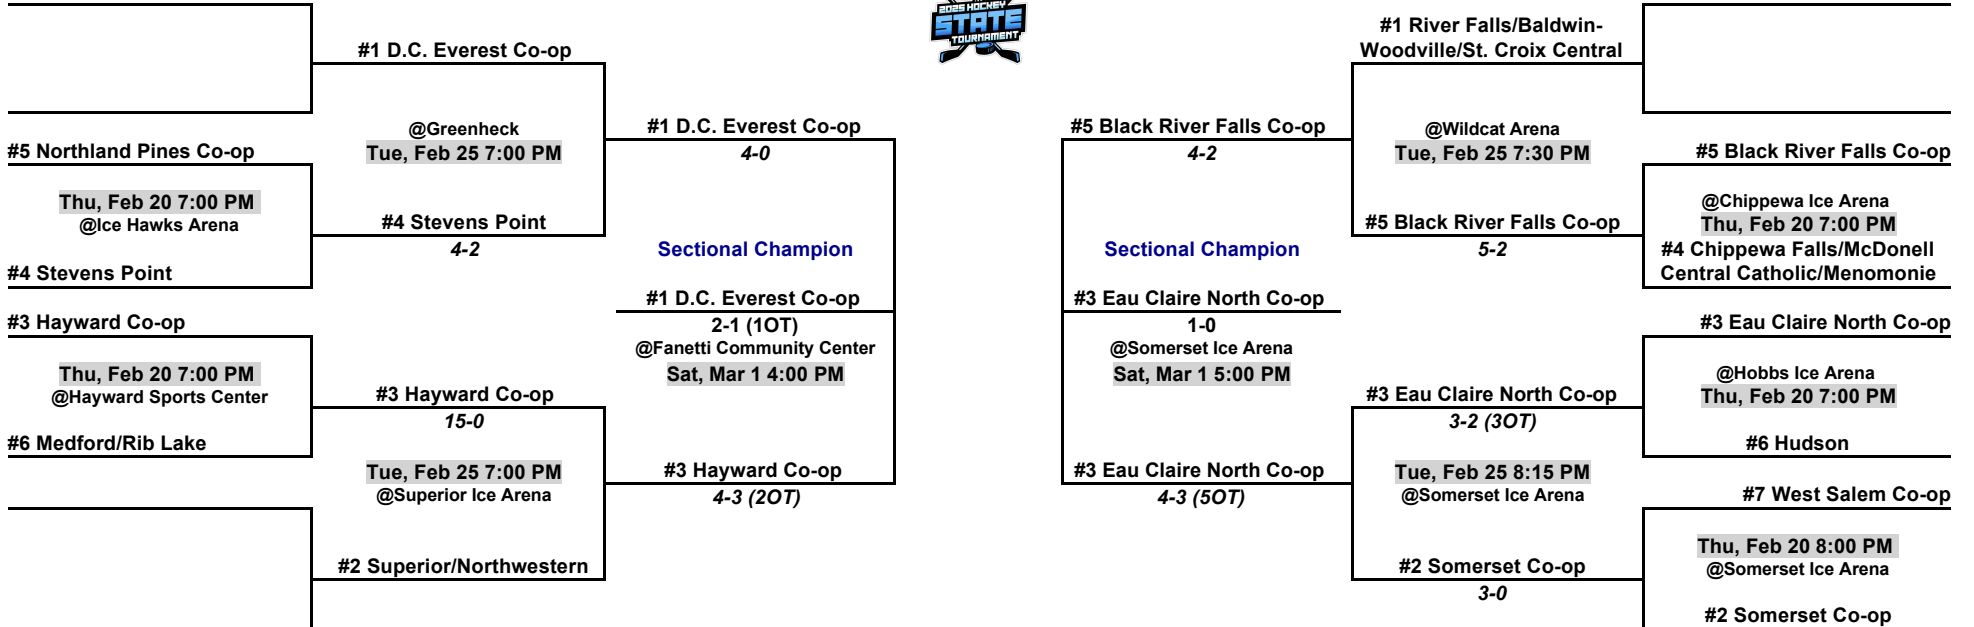 2025 HOCKEY
STATE
TOURNAMENT
#1 D.C. Everest Co-op
@Greenheck
Tue, Feb 25 7:00 PM
#5 Northland Pines Co-op
Thu, Feb 20 7:00 PM
@Ice Hawks Arena
#4 Stevens Point
4-2
#4 Stevens Point
#3 Hayward Co-op
Thu, Feb 20 7:00 PM
@Hayward Sports Center
#3 Hayward Co-op
15-0
#6 Medford/Rib Lake
Tue, Feb 25 7:00 PM
@Superior Ice Arena
#2 Superior/Northwestern
#1 D.C. Everest Co-op
4-0
Sectional Champion
#1 D.C. Everest Co-op
2-1 (1OT)
@Fanetti Community Center
Sat, Mar 1 4:00 PM
#3 Hayward Co-op
4-3 (2OT)
#5 Black River Falls Co-op
4-2
Sectional Champion
#3 Eau Claire North Co-op
1-0
@Somerset Ice Arena
Sat, Mar 1 5:00 PM
#3 Eau Claire North Co-op
4-3 (5OT)
#1 River Falls/Baldwin-
Woodville/St. Croix Central
@Wildcat Arena
Tue, Feb 25 7:30 PM
#5 Black River Falls Co-op
5-2
#3 Eau Claire North Co-op
3-2 (3OT)
Tue, Feb 25 8:15 PM
@Somerset Ice Arena
#2 Somerset Co-op
3-0
#5 Black River Falls Co-op
@Chippewa Ice Arena
Thu, Feb 20 7:00 PM
#4 Chippewa Falls/McDonell
Central Catholic/Menomonie
#3 Eau Claire North Co-op
@Hobbs Ice Arena
Thu, Feb 20 7:00 PM
#6 Hudson
#7 West Salem Co-op
Thu, Feb 20 8:00 PM
@Somerset Ice Arena
#2 Somerset Co-op